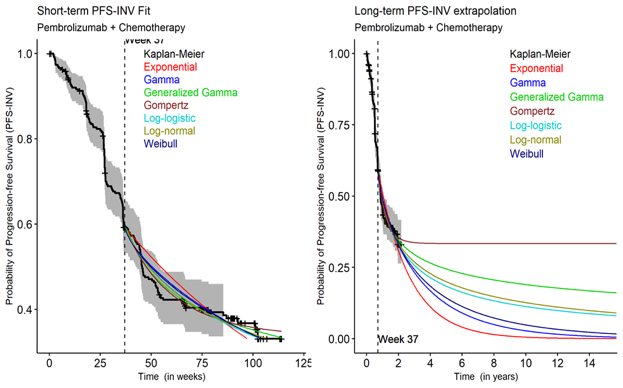 Short-term PFS-INV Fit
Pembrolizumab + Chemotherapy
Week 37
Kaplan-Meier
Exponential
Gamma
Generalized Gamma
Gompertz
Log-logistic
Log-normal
Weibull
Probability of Progression-free Survival (PFS-INV)
1.0
0.8
0.6
0.4
0
25
50
75
100
125
Time (in weeks)
Long-term PFS-INV extrapolation
Pembrolizumab + Chemotherapy
Kaplan-Meier
Exponential
Gamma
Generalized Gamma
Gompertz
Log-logistic
Log-normal
Weibull
Probability of Progression-free Survival (PFS-INV)
1.00
0.75
0.50
0.25
0.00
Week 37
0
2
4
6
8
10
12
14
Time (in years)